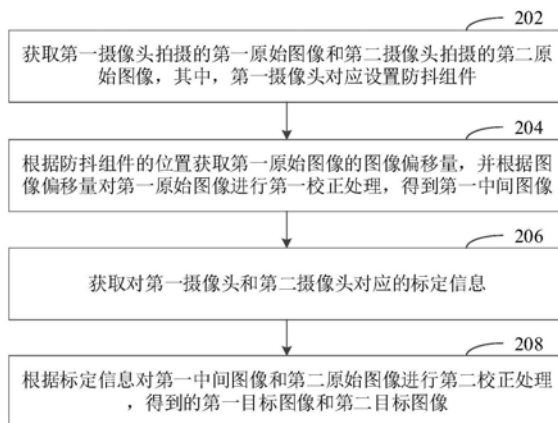 202
获取第一摄像头拍摄的第一原始图像和第二摄像头拍摄的第二原
始图像，其中，第一摄像头对应设置防抖组件
204
根据防抖组件的位置获取第一原始图像的图像偏移量，并根据图
像偏移量对第一原始图像进行第一校正处理，得到第一中间图像
206
获取对第一摄像头和第二摄像头对应的标定信息
208
根据标定信息对第一中间图像和第二原始图像进行第二校正处理
，得到的第一目标图像和第二目标图像